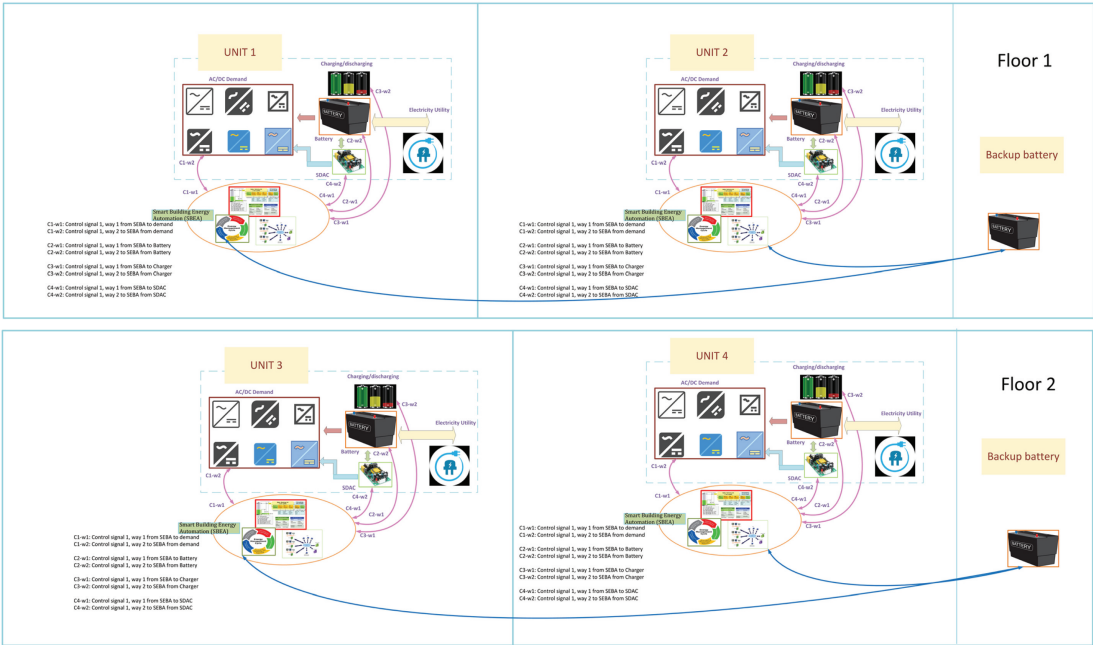 UNIT 1
Charging/discharging
AC/DC Demand
C3-w2
BATTERY
Electricity Utility
Battery
C2-w2
SDAC
C1-w2
C4-w2
C4-w1
C1-w1
C2-w1
C3-w1
Smart Building Energy
Automation (SBEA)
C1-w1: Control signal 1, way 1 from SEBA to demand
C1-w2: Control signal 1, way 2 to SEBA from demand
C2-w1: Control signal 1, way 1 from SEBA to Battery
C2-w2: Control signal 1, way 2 to SEBA from Battery
C3-w1: Control signal 1, way 1 from SEBA to Charger
C3-w2: Control signal 1, way 2 to SEBA from Charger
C4-w1: Control signal 1, way 1 from SEBA to SDAC
C4-w2: Control signal 1, way 2 to SEBA from SDAC
UNIT 2
Charging/discharging
AC/DC Demand
C3-w2
BATTERY
Electricity Utility
Battery
C2-w2
SDAC
C1-w2
C4-w2
C4-w1
C1-w1
C2-w1
C3-w1
Smart Building Energy
Automation (SBEA)
C1-w1: Control signal 1, way 1 from SEBA to demand
C1-w2: Control signal 1, way 2 to SEBA from demand
C2-w1: Control signal 1, way 1 from SEBA to Battery
C2-w2: Control signal 1, way 2 to SEBA from Battery
C3-w1: Control signal 1, way 1 from SEBA to Charger
C3-w2: Control signal 1, way 2 to SEBA from Charger
C4-w1: Control signal 1, way 1 from SEBA to SDAC
C4-w2: Control signal 1, way 2 to SEBA from SDAC
Floor 1
Backup battery
BATTERY
UNIT 3
Charging/discharging
AC/DC Demand
C3-w2
BATTERY
Electricity Utility
Battery
C2-w2
SDAC
C1-w2
C4-w2
C4-w1
C1-w1
C2-w1
C3-w1
Smart Building Energy
Automation (SBEA)
C1-w1: Control signal 1, way 1 from SEBA to demand
C1-w2: Control signal 1, way 2 to SEBA from demand
C2-w1: Control signal 1, way 1 from SEBA to Battery
C2-w2: Control signal 1, way 2 to SEBA from Battery
C3-w1: Control signal 1, way 1 from SEBA to Charger
C3-w2: Control signal 1, way 2 to SEBA from Charger
C4-w1: Control signal 1, way 1 from SEBA to SDAC
C4-w2: Control signal 1, way 2 to SEBA from SDAC
UNIT 4
Charging/discharging
AC/DC Demand
C3-w2
BATTERY
Electricity Utility
Battery
C2-w2
SDAC
C1-w2
C4-w2
C4-w1
C1-w1
C2-w1
C3-w1
Smart Building Energy
Automation (SBEA)
C1-w1: Control signal 1, way 1 from SEBA to demand
C1-w2: Control signal 1, way 2 to SEBA from demand
C2-w1: Control signal 1, way 1 from SEBA to Battery
C2-w2: Control signal 1, way 2 to SEBA from Battery
C3-w1: Control signal 1, way 1 from SEBA to Charger
C3-w2: Control signal 1, way 2 to SEBA from Charger
C4-w1: Control signal 1, way 1 from SEBA to SDAC
C4-w2: Control signal 1, way 2 to SEBA from SDAC
Floor 2
Backup battery
BATTERY